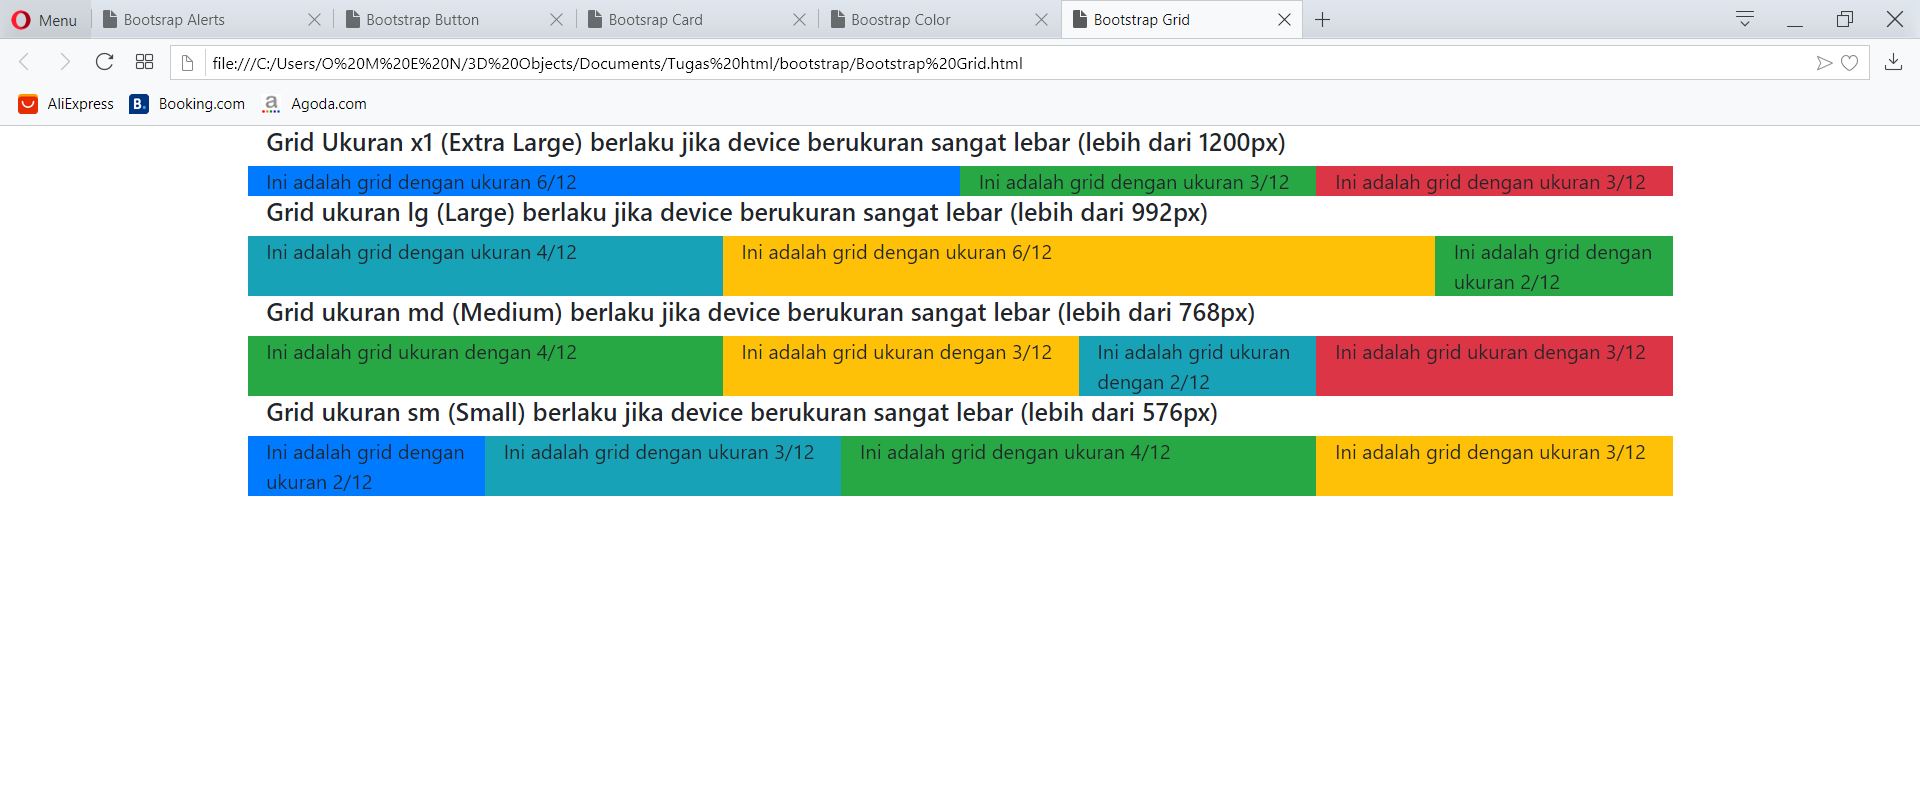 Menu Bootsrap Alerts Bootstrap Button Bootsrap Card Boostrap Color Bootstrap Grid
file:///C:/Users/O%20M%20E%20N/3D%20Objects/Documents/Tugas%20html/bootstrap/Bootstrap%20Grid.html
AliExpress B. Booking.com a Agoda.com
Grid Ukuran x1 (Extra Large) berlaku jika device berukuran sangat lebar (lebih dari 1200px)
Ini adalah grid dengan ukuran 6/12 Ini adalah grid dengan ukuran 3/12 Ini adalah grid dengan ukuran 3/12
Grid ukuran lg (Large) berlaku jika device berukuran sangat lebar (lebih dari 992px)
Ini adalah grid dengan ukuran 4/12 Ini adalah grid dengan ukuran 6/12 Ini adalah grid dengan
ukuran 2/12
Grid ukuran md (Medium) berlaku jika device berukuran sangat lebar (lebih dari 768px)
Ini adalah grid ukuran dengan 4/12 Ini adalah grid ukuran dengan 3/12 Ini adalah grid ukuran Ini adalah grid ukuran dengan 3/12
dengan 2/12
Grid ukuran sm (Small) berlaku jika device berukuran sangat lebar (lebih dari 576px)
Ini adalah grid dengan Ini adalah grid dengan ukuran 3/12 Ini adalah grid dengan ukuran 4/12 Ini adalah grid dengan ukuran 3/12
ukuran 2/12